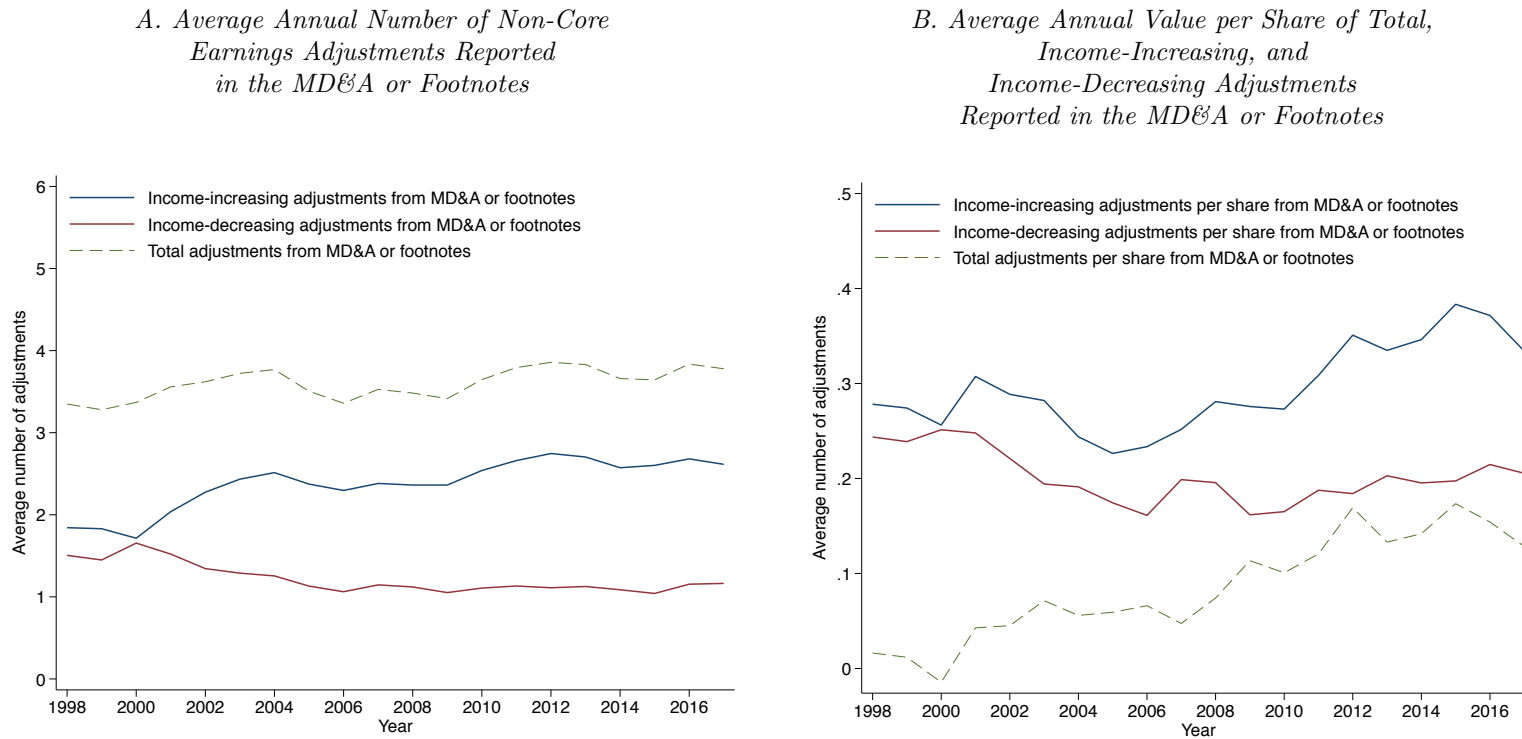 A. Average Annual Number of Non-Core
Earnings Adjustments Reported
in the MD&A or Footnotes
6
5
4
3
2
1
0
Average number of adjustments
Income-increasing adjustments from MD&A or footnotes
Income-decreasing adjustments from MD&A or footnotes
Total adjustments from MD&A or footnotes
1998 2000 2002 2004 2006 2008 2010 2012 2014 2016
Year
B. Average Annual Value per Share of Total,
Income-Increasing, and
Income-Decreasing Adjustments
Reported in the MD&A or Footnotes
.5
.4
.3
.2
.1
0
Average number of adjustments
Income-increasing adjustments per share from MD&A or footnotes
Income-decreasing adjustments per share from MD&A or footnotes
Total adjustments per share from MD&A or footnotes
1998 2000 2002 2004 2006 2008 2010 2012 2014 2016
Year